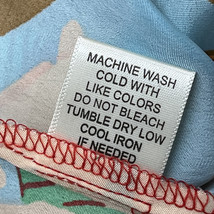 MACHINE WASH
COLD WITH
LIKE COLORS
DO NOT BLEACH
TUMBLE DRY LOW
COOL IRON
IF NEEDED